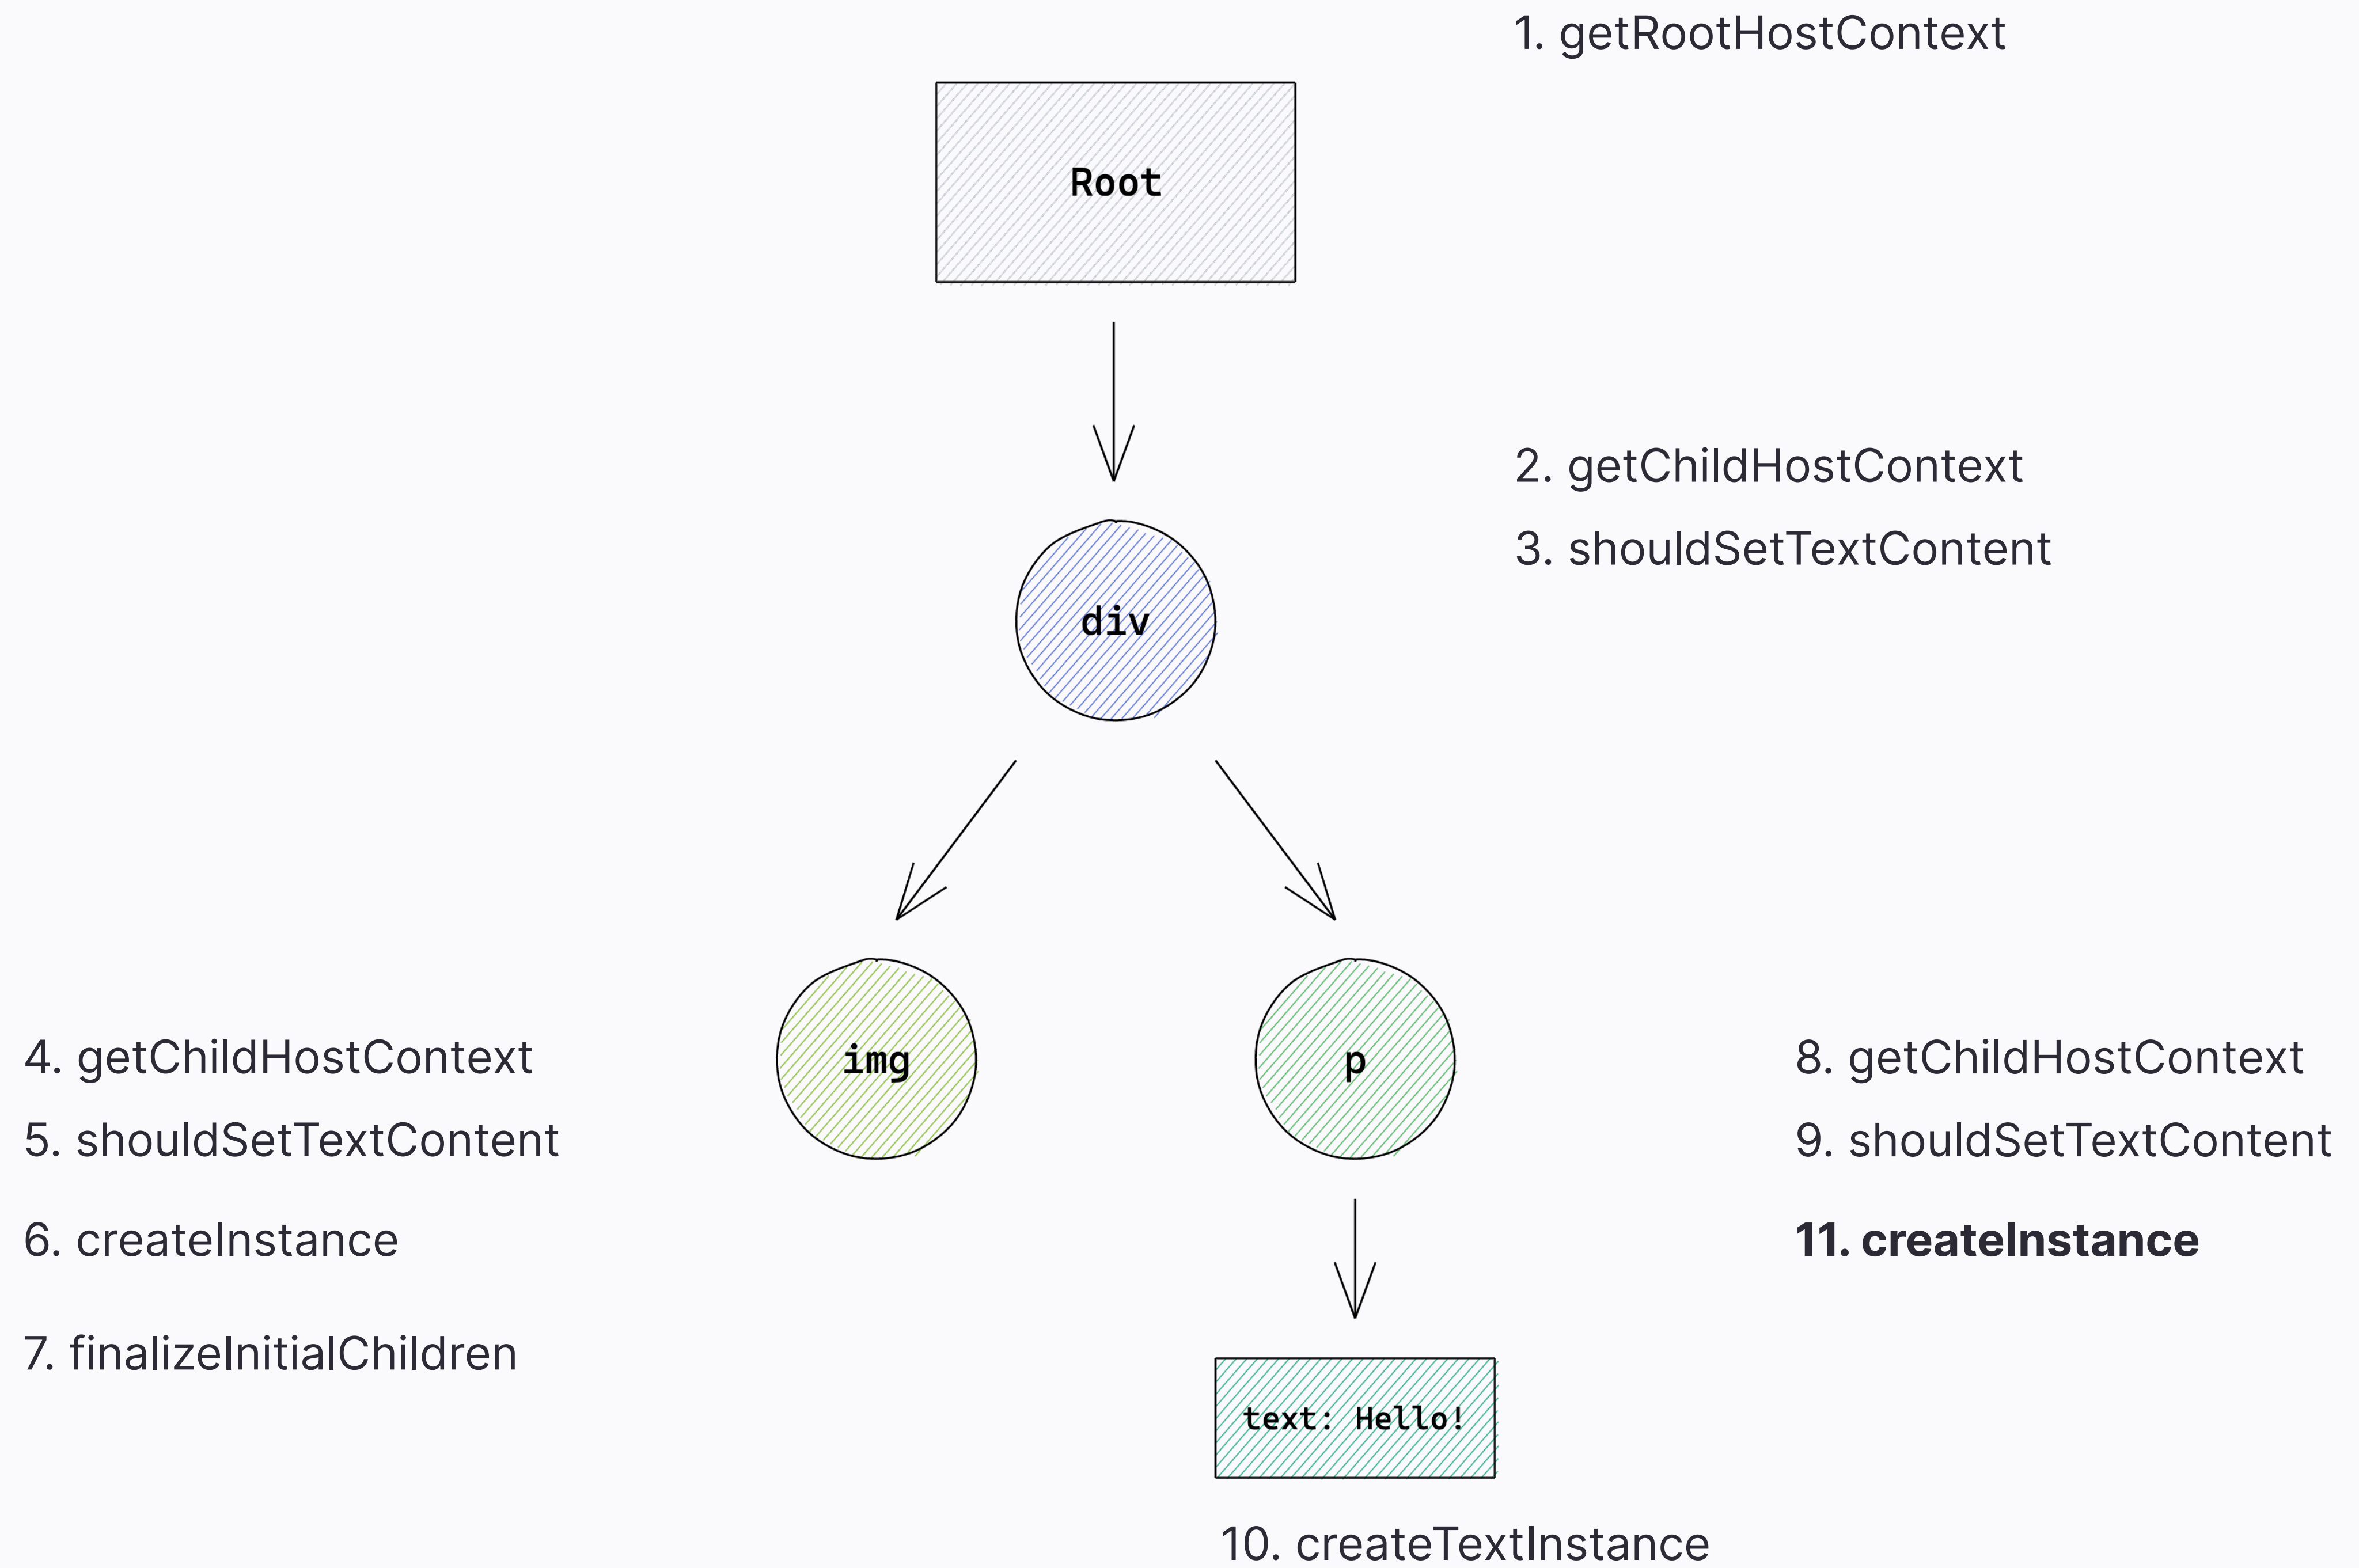 1. getRootHostContext
Root
2. getChildHostContext
3. shouldSetTextContent
div
4. getChildHostContext
5. shouldSetTextContent
6. createInstance
7. finalizeInitialChildren
img
p
8. getChildHostContext
9. shouldSetTextContent
11. createInstance
text: Hello!
10. createTextInstance